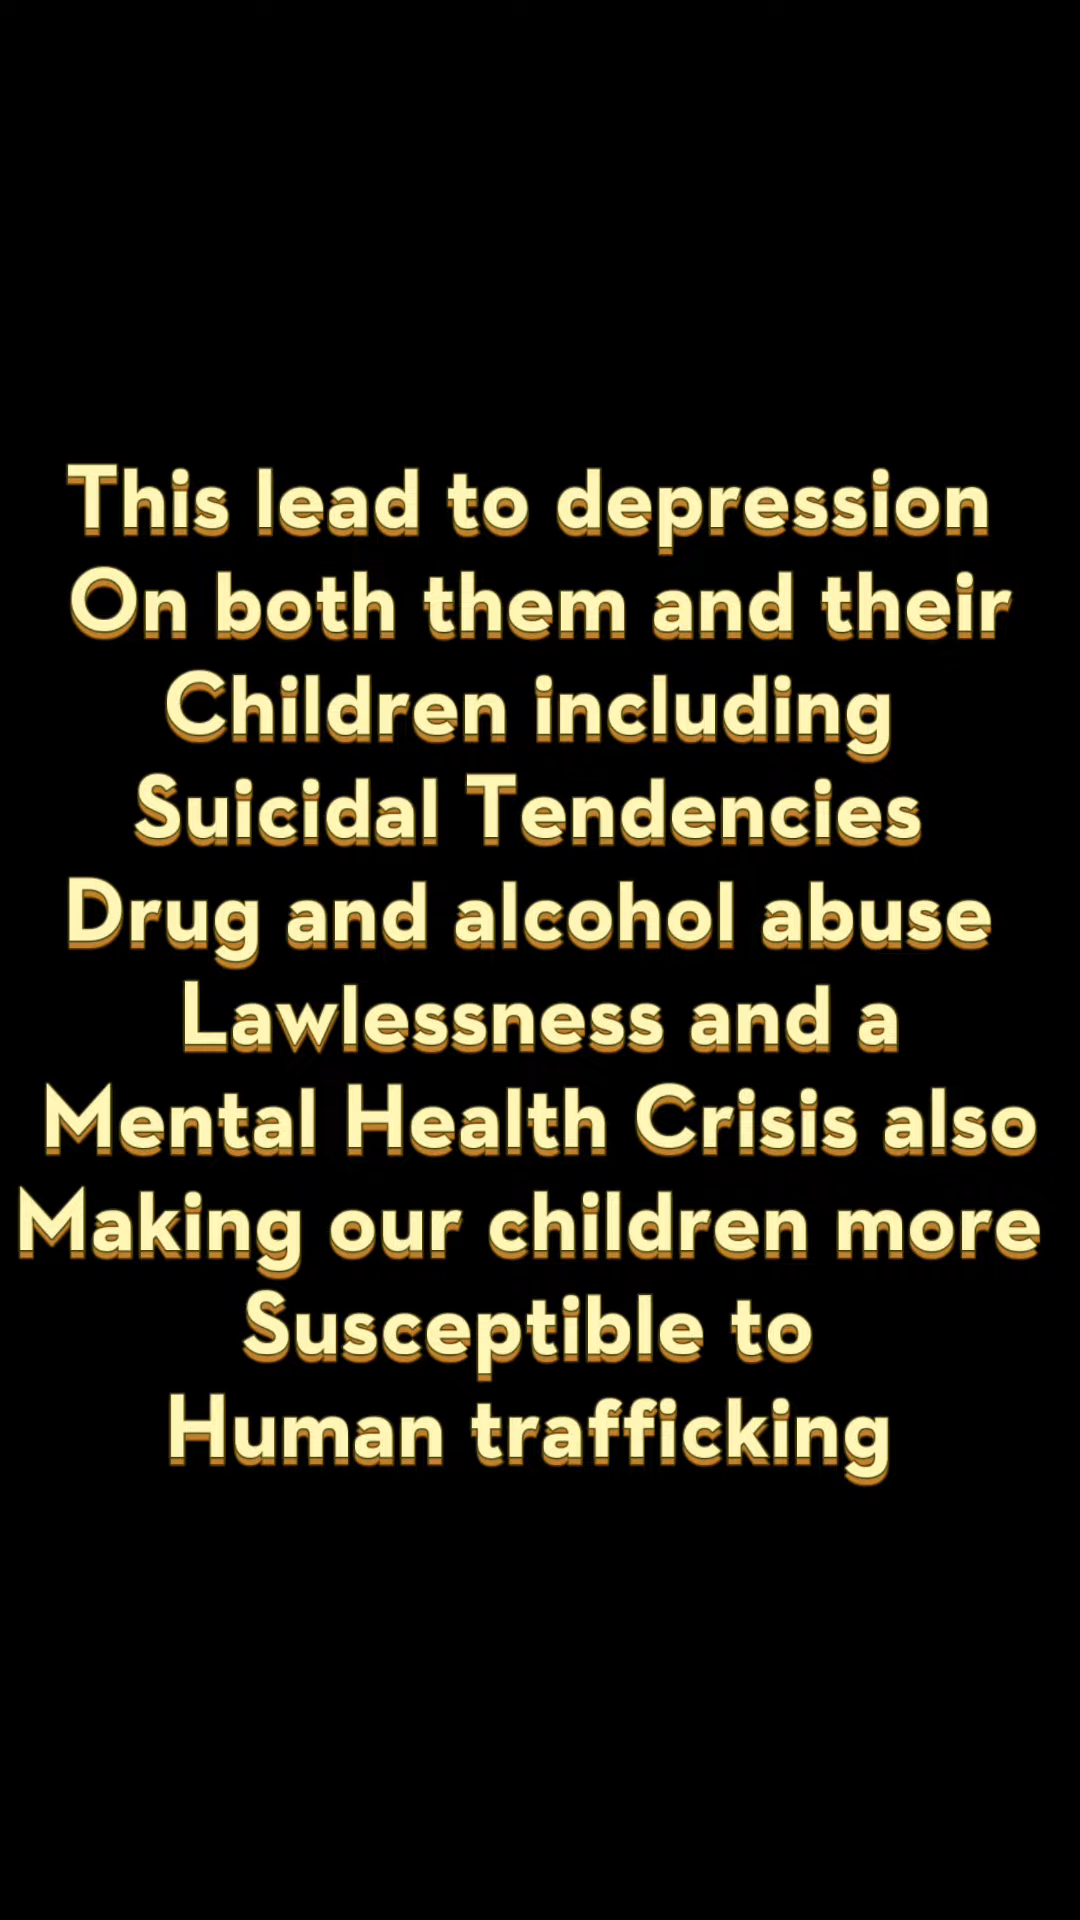 This lead to depression
On both them and their
Children including
Suicidal Tendencies
Drug and alcohol abuse
Lawlessness and a
Mental Health Crisis also
Making our children more
Susceptible to
Human trafficking